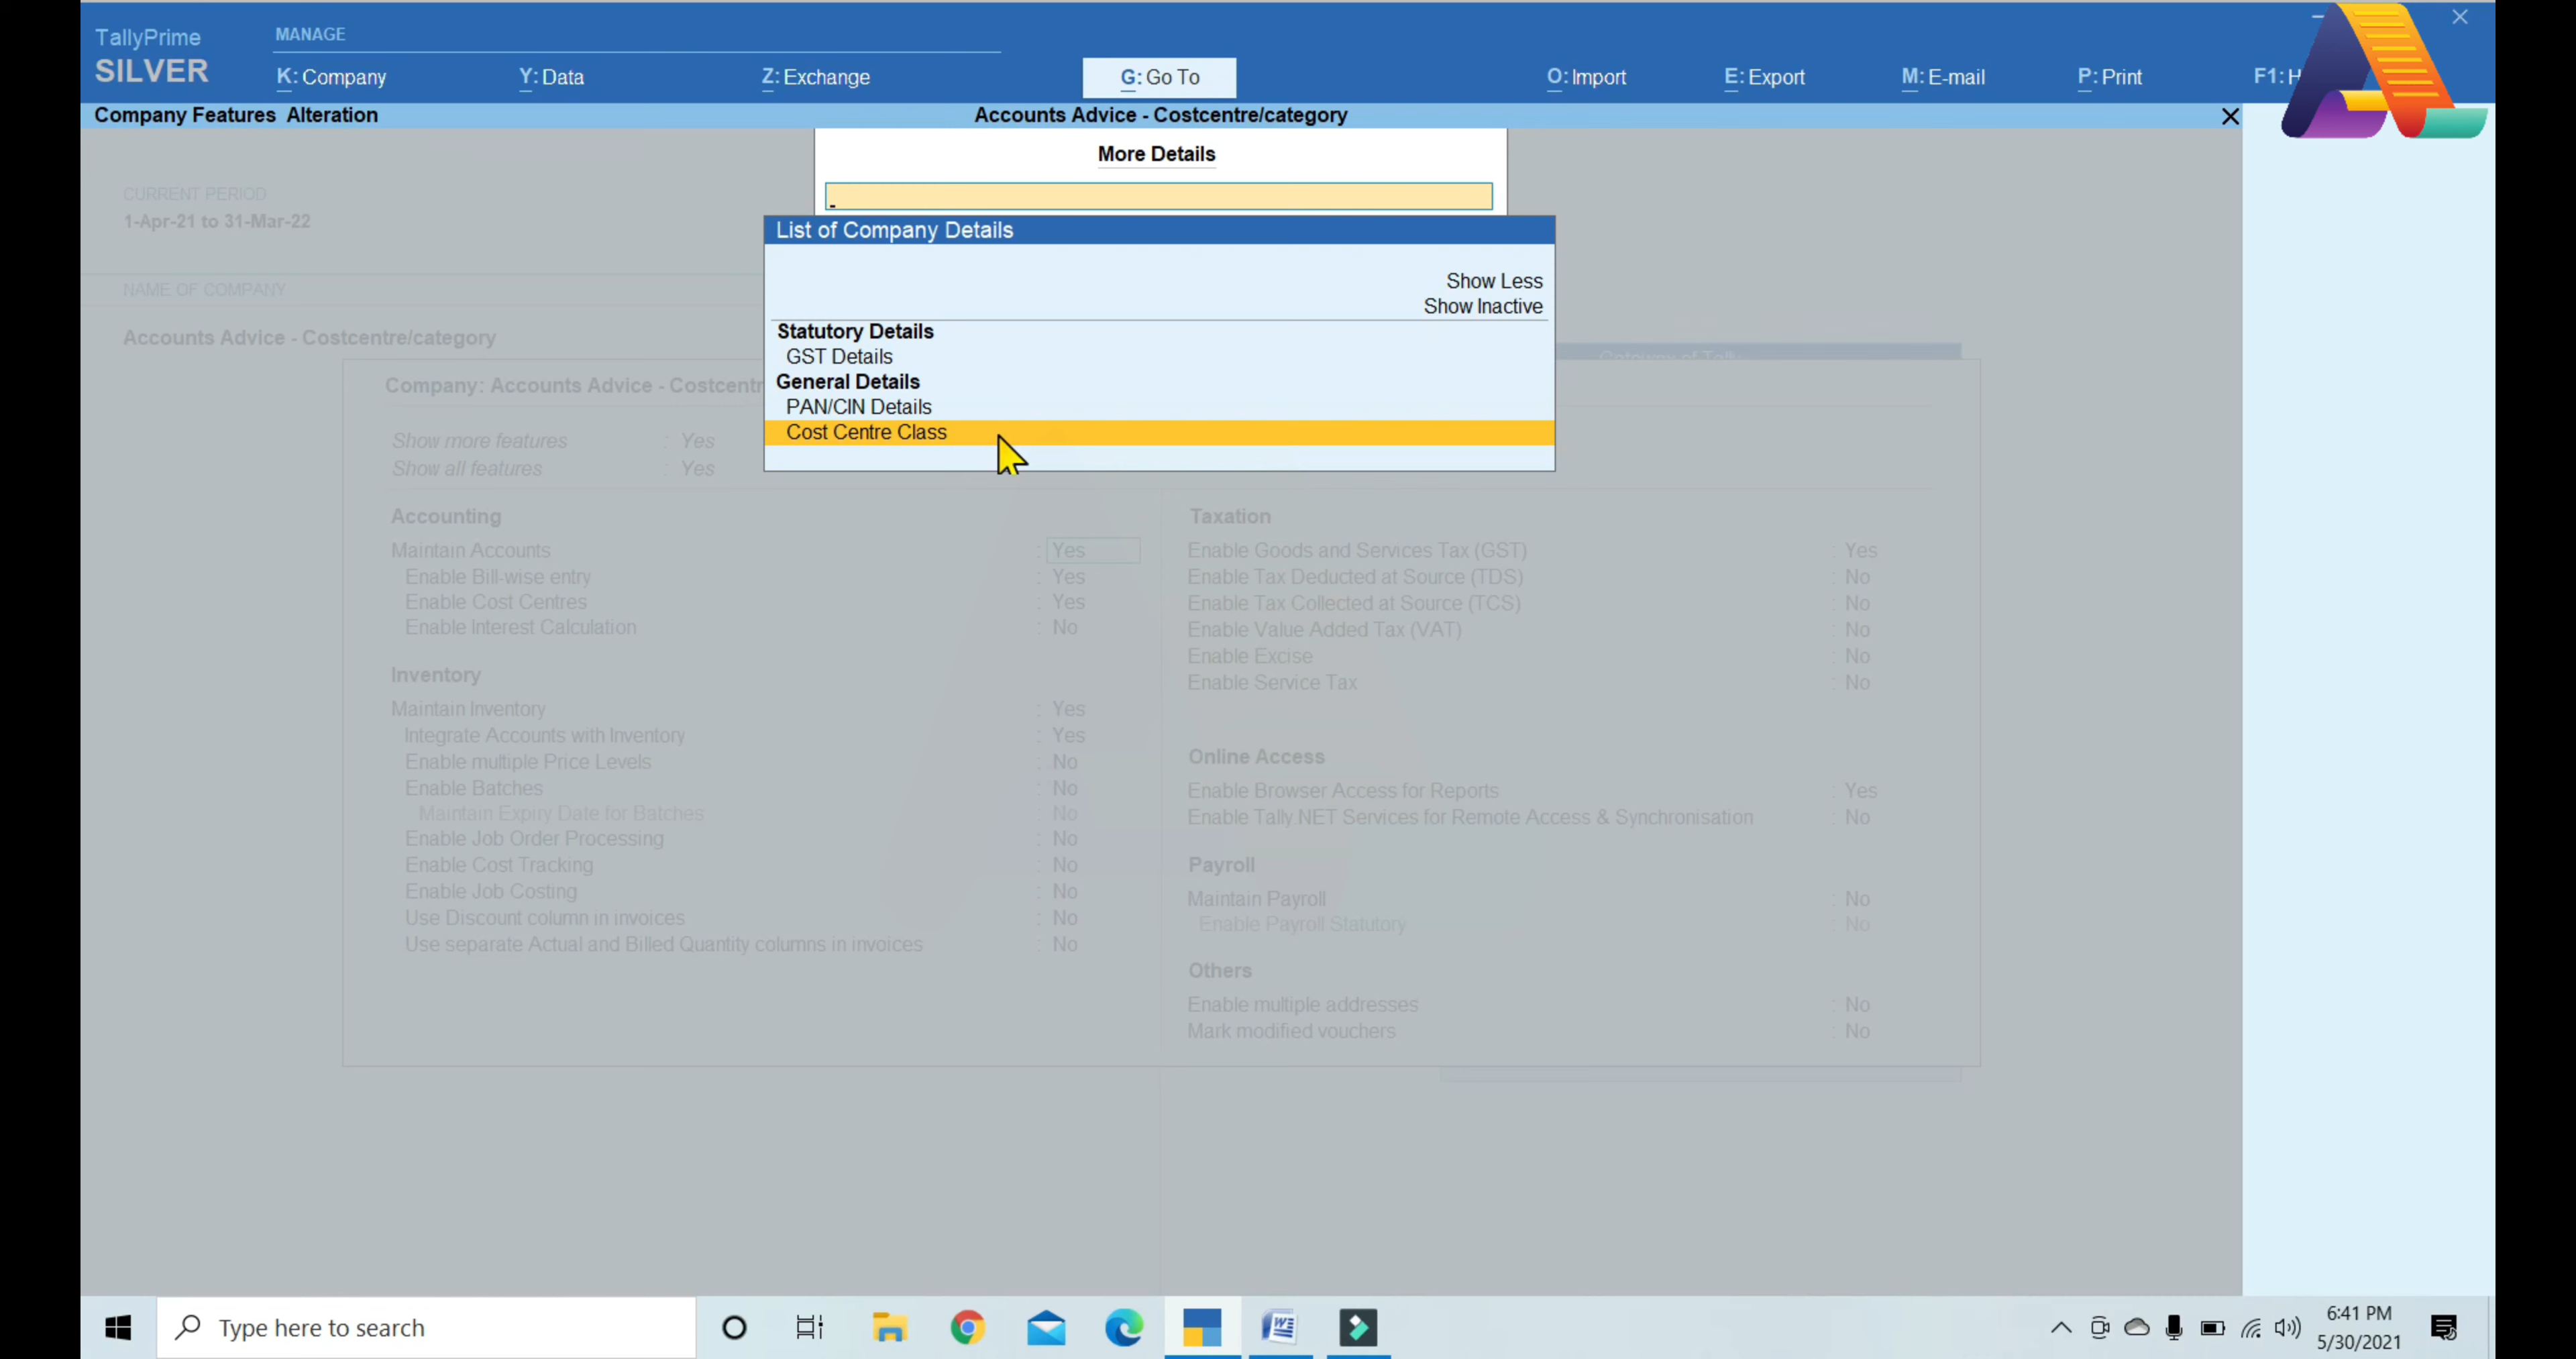 TallyPrime
SILVER
MANAGE
K: Company
Y: Data
Z: Exchange
G: Go To
O: Import
E: Export
M: E-mail
P: Print
F1: H
Company Features Alteration
Accounts Advice - Costcentre/category
More Details
CURRENT PERIOD
1-Apr-21 to 31-Mar-22
List of Company Details
Show Less
Show Inactive
Statutory Details
GST Details
General Details
PAN/CIN Details
Cost Centre Class
NAME OF COMPANY
Accounts Advice - Costcentre/category
Gateway of Tally
Company: Accounts Advice - Costcentr
Show more features : Yes
Show all features : Yes
Accounting
Maintain Accounts : Yes
Enable Bill-wise entry : Yes
Enable Cost Centres : Yes
Enable Interest Calculation : No
Inventory
Maintain Inventory : Yes
Integrate Accounts with Inventory : Yes
Enable multiple Price Levels : No
Enable Batches : No
Maintain Expiry Date for Batches : No
Enable Job Order Processing : No
Enable Cost Tracking : No
Enable Job Costing : No
Use Discount column in invoices : No
Use separate Actual and Billed Quantity columns in invoices : No
Taxation
Enable Goods and Services Tax (GST) : Yes
Enable Tax Deducted at Source (TDS) : No
Enable Tax Collected at Source (TCS) : No
Enable Value Added Tax (VAT) : No
Enable Excise : No
Enable Service Tax : No
Online Access
Enable Browser Access for Reports : Yes
Enable Tally.NET Services for Remote Access & Synchronisation : No
Payroll
Maintain Payroll : No
Enable Payroll Statutory : No
Others
Enable multiple addresses : No
Mark modified vouchers : No
Type here to search
6:41 PM
5/30/2021